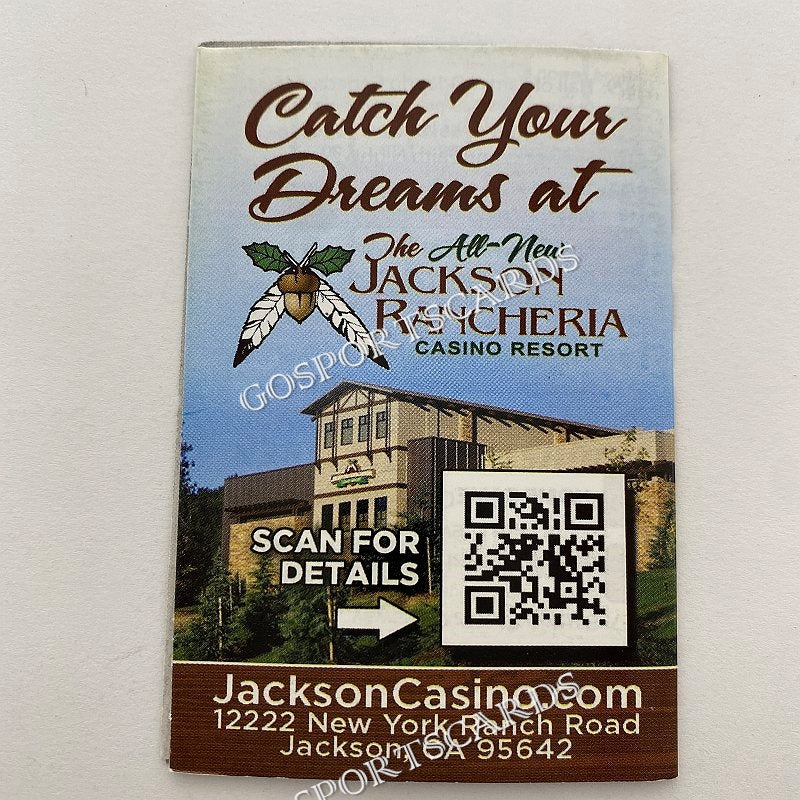 Catch Your
Dreams at
The All-New
JACKSON
RANCHERIA
CASINO RESORT
GOSPORTSCARDS
SCAN FOR
DETAILS
JacksonCasino.com
12222 New York Ranch Road
Jackson, CA 95642
GOSPORTSCARDS